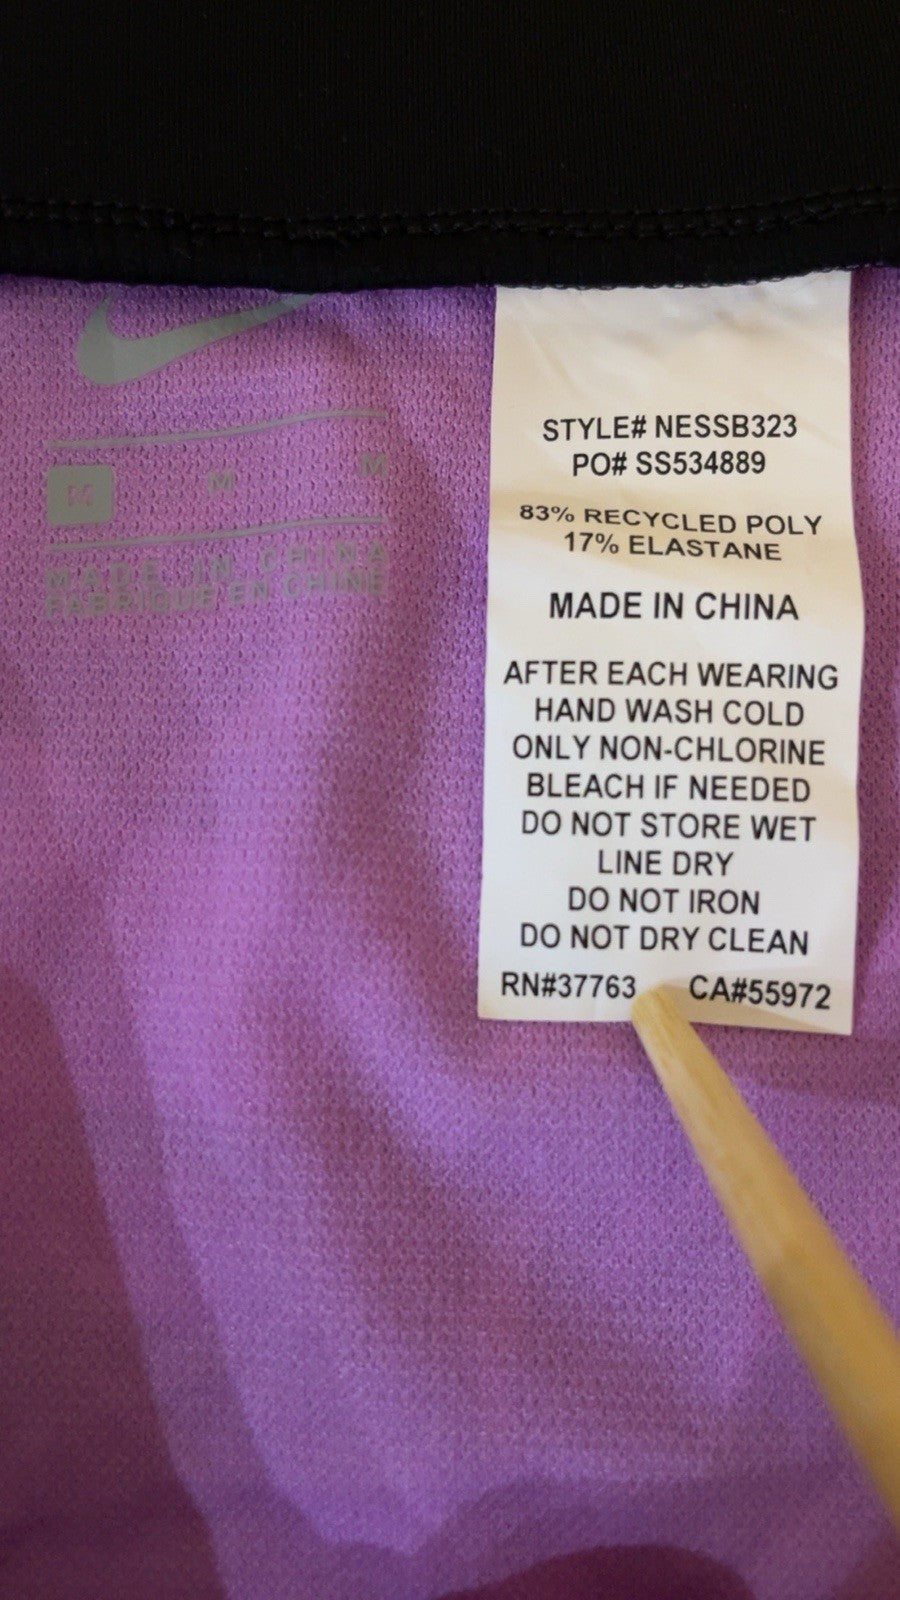 M M M
MADE IN CHINA
FABRIQUE EN CHINE
STYLE# NESSB323
PO# SS534889
83% RECYCLED POLY
17% ELASTANE
MADE IN CHINA
AFTER EACH WEARING
HAND WASH COLD
ONLY NON-CHLORINE
BLEACH IF NEEDED
DO NOT STORE WET
LINE DRY
DO NOT IRON
DO NOT DRY CLEAN
RN#37763 CA#55972